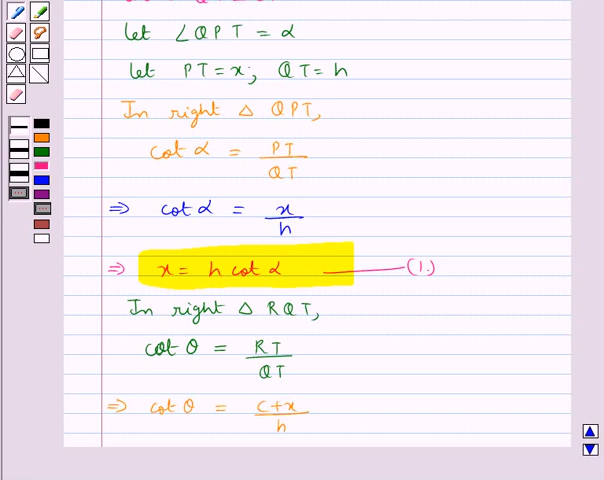 let ∠QPT = α
let PT = x; QT = h
In right △ QPT,
cot α = PT/QT
⇒ cot α = x/h
⇒ x = h cot α ——— (1.)
In right △ RQT,
cot θ = RT/QT
⇒ cot θ = c+x/h